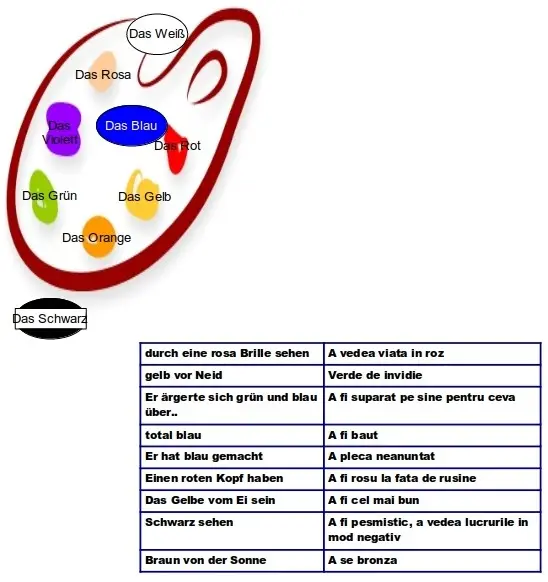 Das Weiß
Das Rosa
Das Blau
Das
Violett
Das Rot
Das Grün
Das Gelb
Das Orange
Das Schwarz
durch eine rosa Brille sehen A vedea viata in roz
gelb vor Neid Verde de invidie
Er ärgerte sich grün und blau A fi suparat pe sine pentru ceva
über..
total blau A fi baut
Er hat blau gemacht A pleca neanuntat
Einen roten Kopf haben A fi rosu la fata de rusine
Das Gelbe vom Ei sein A fi cel mai bun
Schwarz sehen A fi pesmistic, a vedea lucrurile in
mod negativ
Braun von der Sonne A se bronza